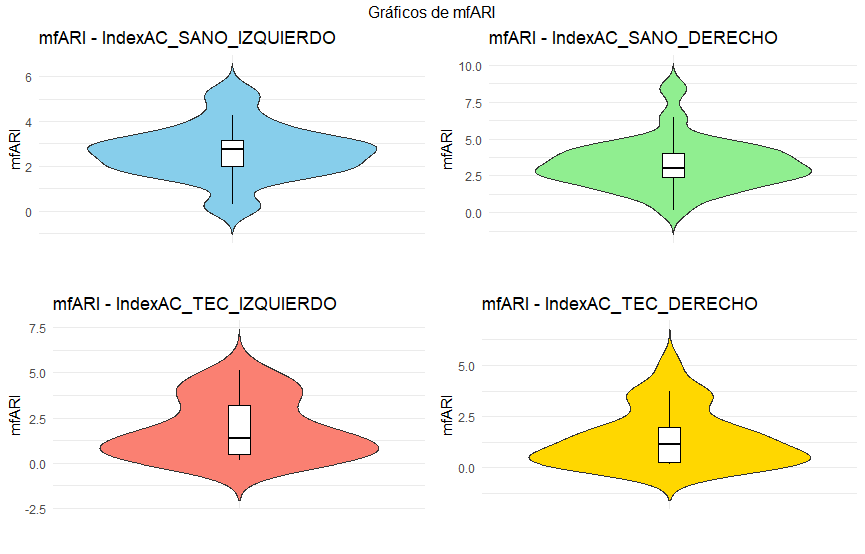 Gráficos de mfARI
mfARI - IndexAC_SANO_IZQUIERDO
6
4
2
0
mfARI
mfARI - IndexAC_SANO_DERECHO
10.0
7.5
5.0
2.5
0.0
mfARI
mfARI - IndexAC_TEC_IZQUIERDO
7.5
5.0
2.5
0.0
-2.5
mfARI
mfARI - IndexAC_TEC_DERECHO
5.0
2.5
0.0
mfARI